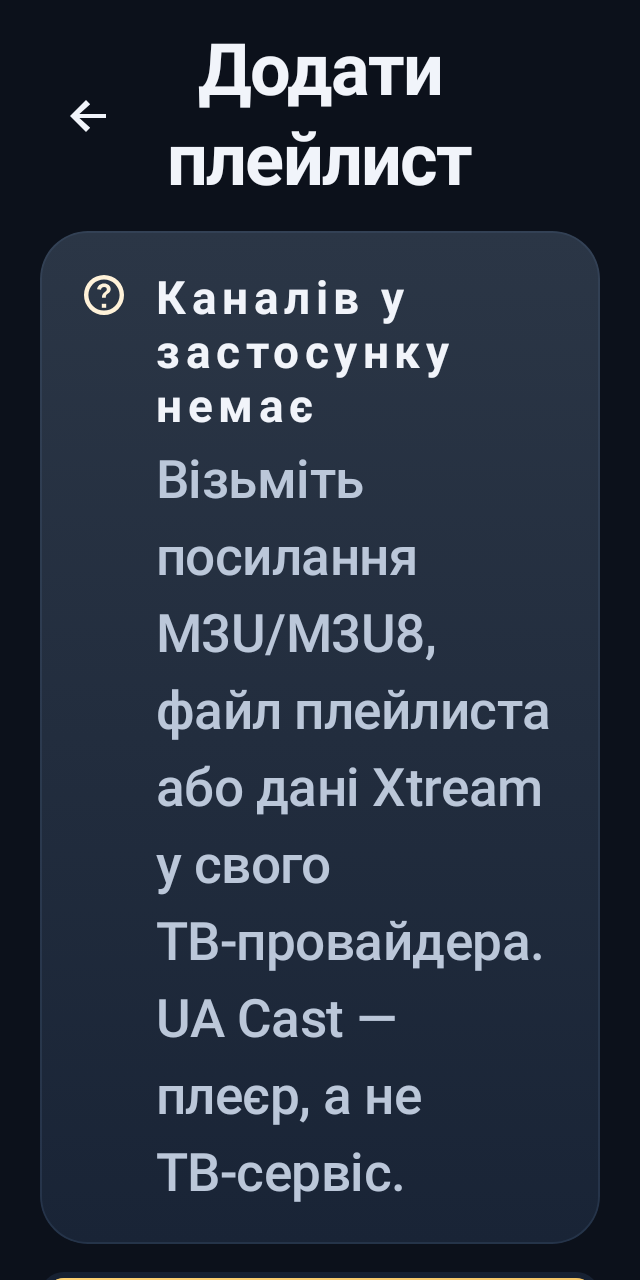 Додати
плейлист
Каналів у
застосунку
немає
Візьміть
посилання
M3U/M3U8,
файл плейлиста
або дані Xtream
у свого
ТВ-провайдера.
UA Cast —
плеєр, а не
ТВ-сервіс.